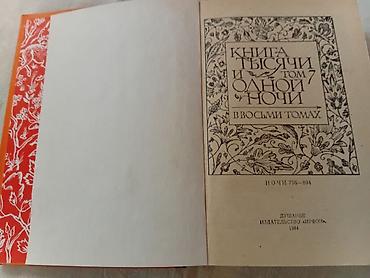 КНИГА
ТЫСЯЧИ
И ТОМ 7
ОДНОЙ
НОЧИ
В ВОСЬМИ ТОМАХ
НОЧИ
ДУШАНБЕ
ИЗДАТЕЛЬСТВО «ИРФОН»
1984